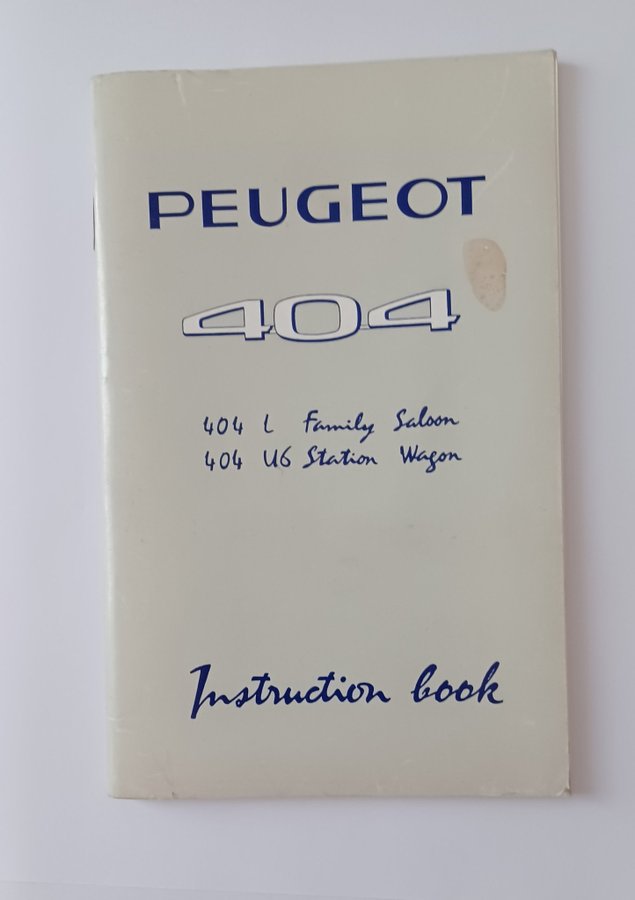 PEUGEOT
404
404 L Family Saloon
404 U6 Station Wagon
Instruction book